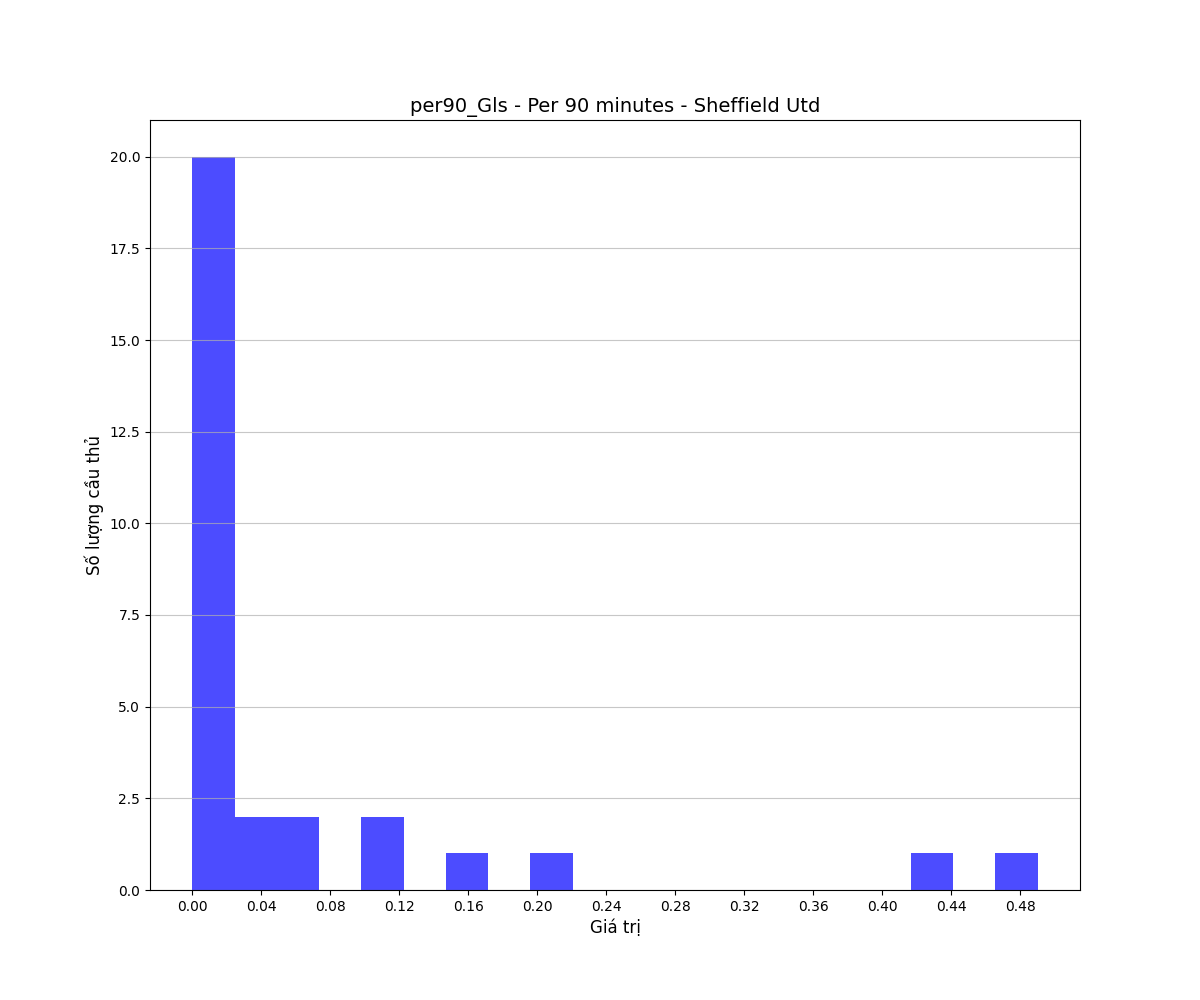 per90_Gls - Per 90 minutes - Sheffield Utd
20.0
17.5
15.0
12.5
10.0
7.5
5.0
2.5
0.0
Số lượng cầu thủ
0.00 0.04 0.08 0.12 0.16 0.20 0.24 0.28 0.32 0.36 0.40 0.44 0.48
Giá trị